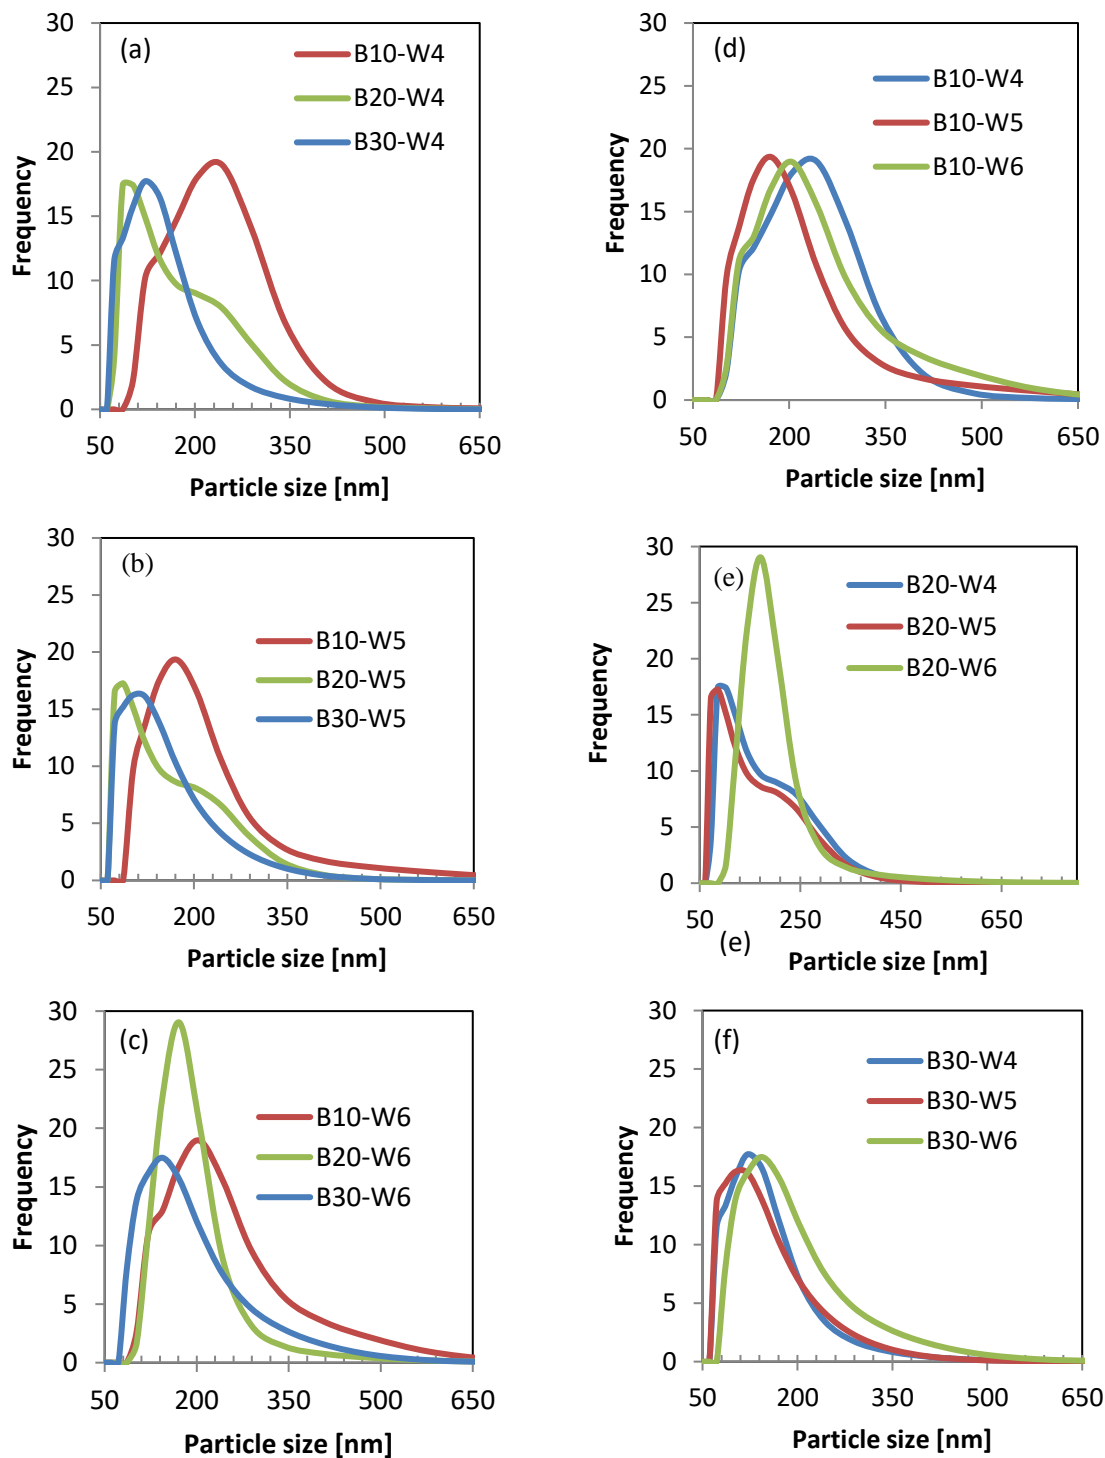 (a)
30
25
20
15
10
5
0
Frequency
B10-W4
B20-W4
B30-W4
50 200 350 500 650
Particle size [nm]
(d)
30
25
20
15
10
5
0
Frequency
B10-W4
B10-W5
B10-W6
50 200 350 500 650
Particle size [nm]
(b)
30
25
20
15
10
5
0
Frequency
B10-W5
B20-W5
B30-W5
50 200 350 500 650
Particle size [nm]
(e)
30
25
20
15
10
5
0
Frequency
B20-W4
B20-W5
B20-W6
50 250 450 650
(e)
Particle size [nm]
(c)
30
25
20
15
10
5
0
Frequency
B10-W6
B20-W6
B30-W6
50 200 350 500 650
Particle size [nm]
(f)
30
25
20
15
10
5
0
Frequency
B30-W4
B30-W5
B30-W6
50 200 350 500 650
Particle size [nm]